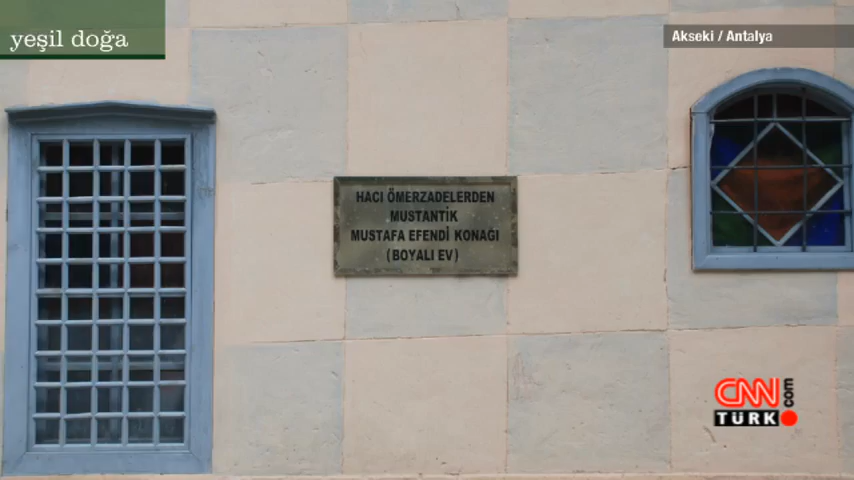 yeşil doğa
Akseki / Antalya
HACI ÖMERZADELERDEN
MUSTANTİK
MUSTAFA EFENDİ KONAĞI
(BOYALI EV)
CNN
TÜRK
.com